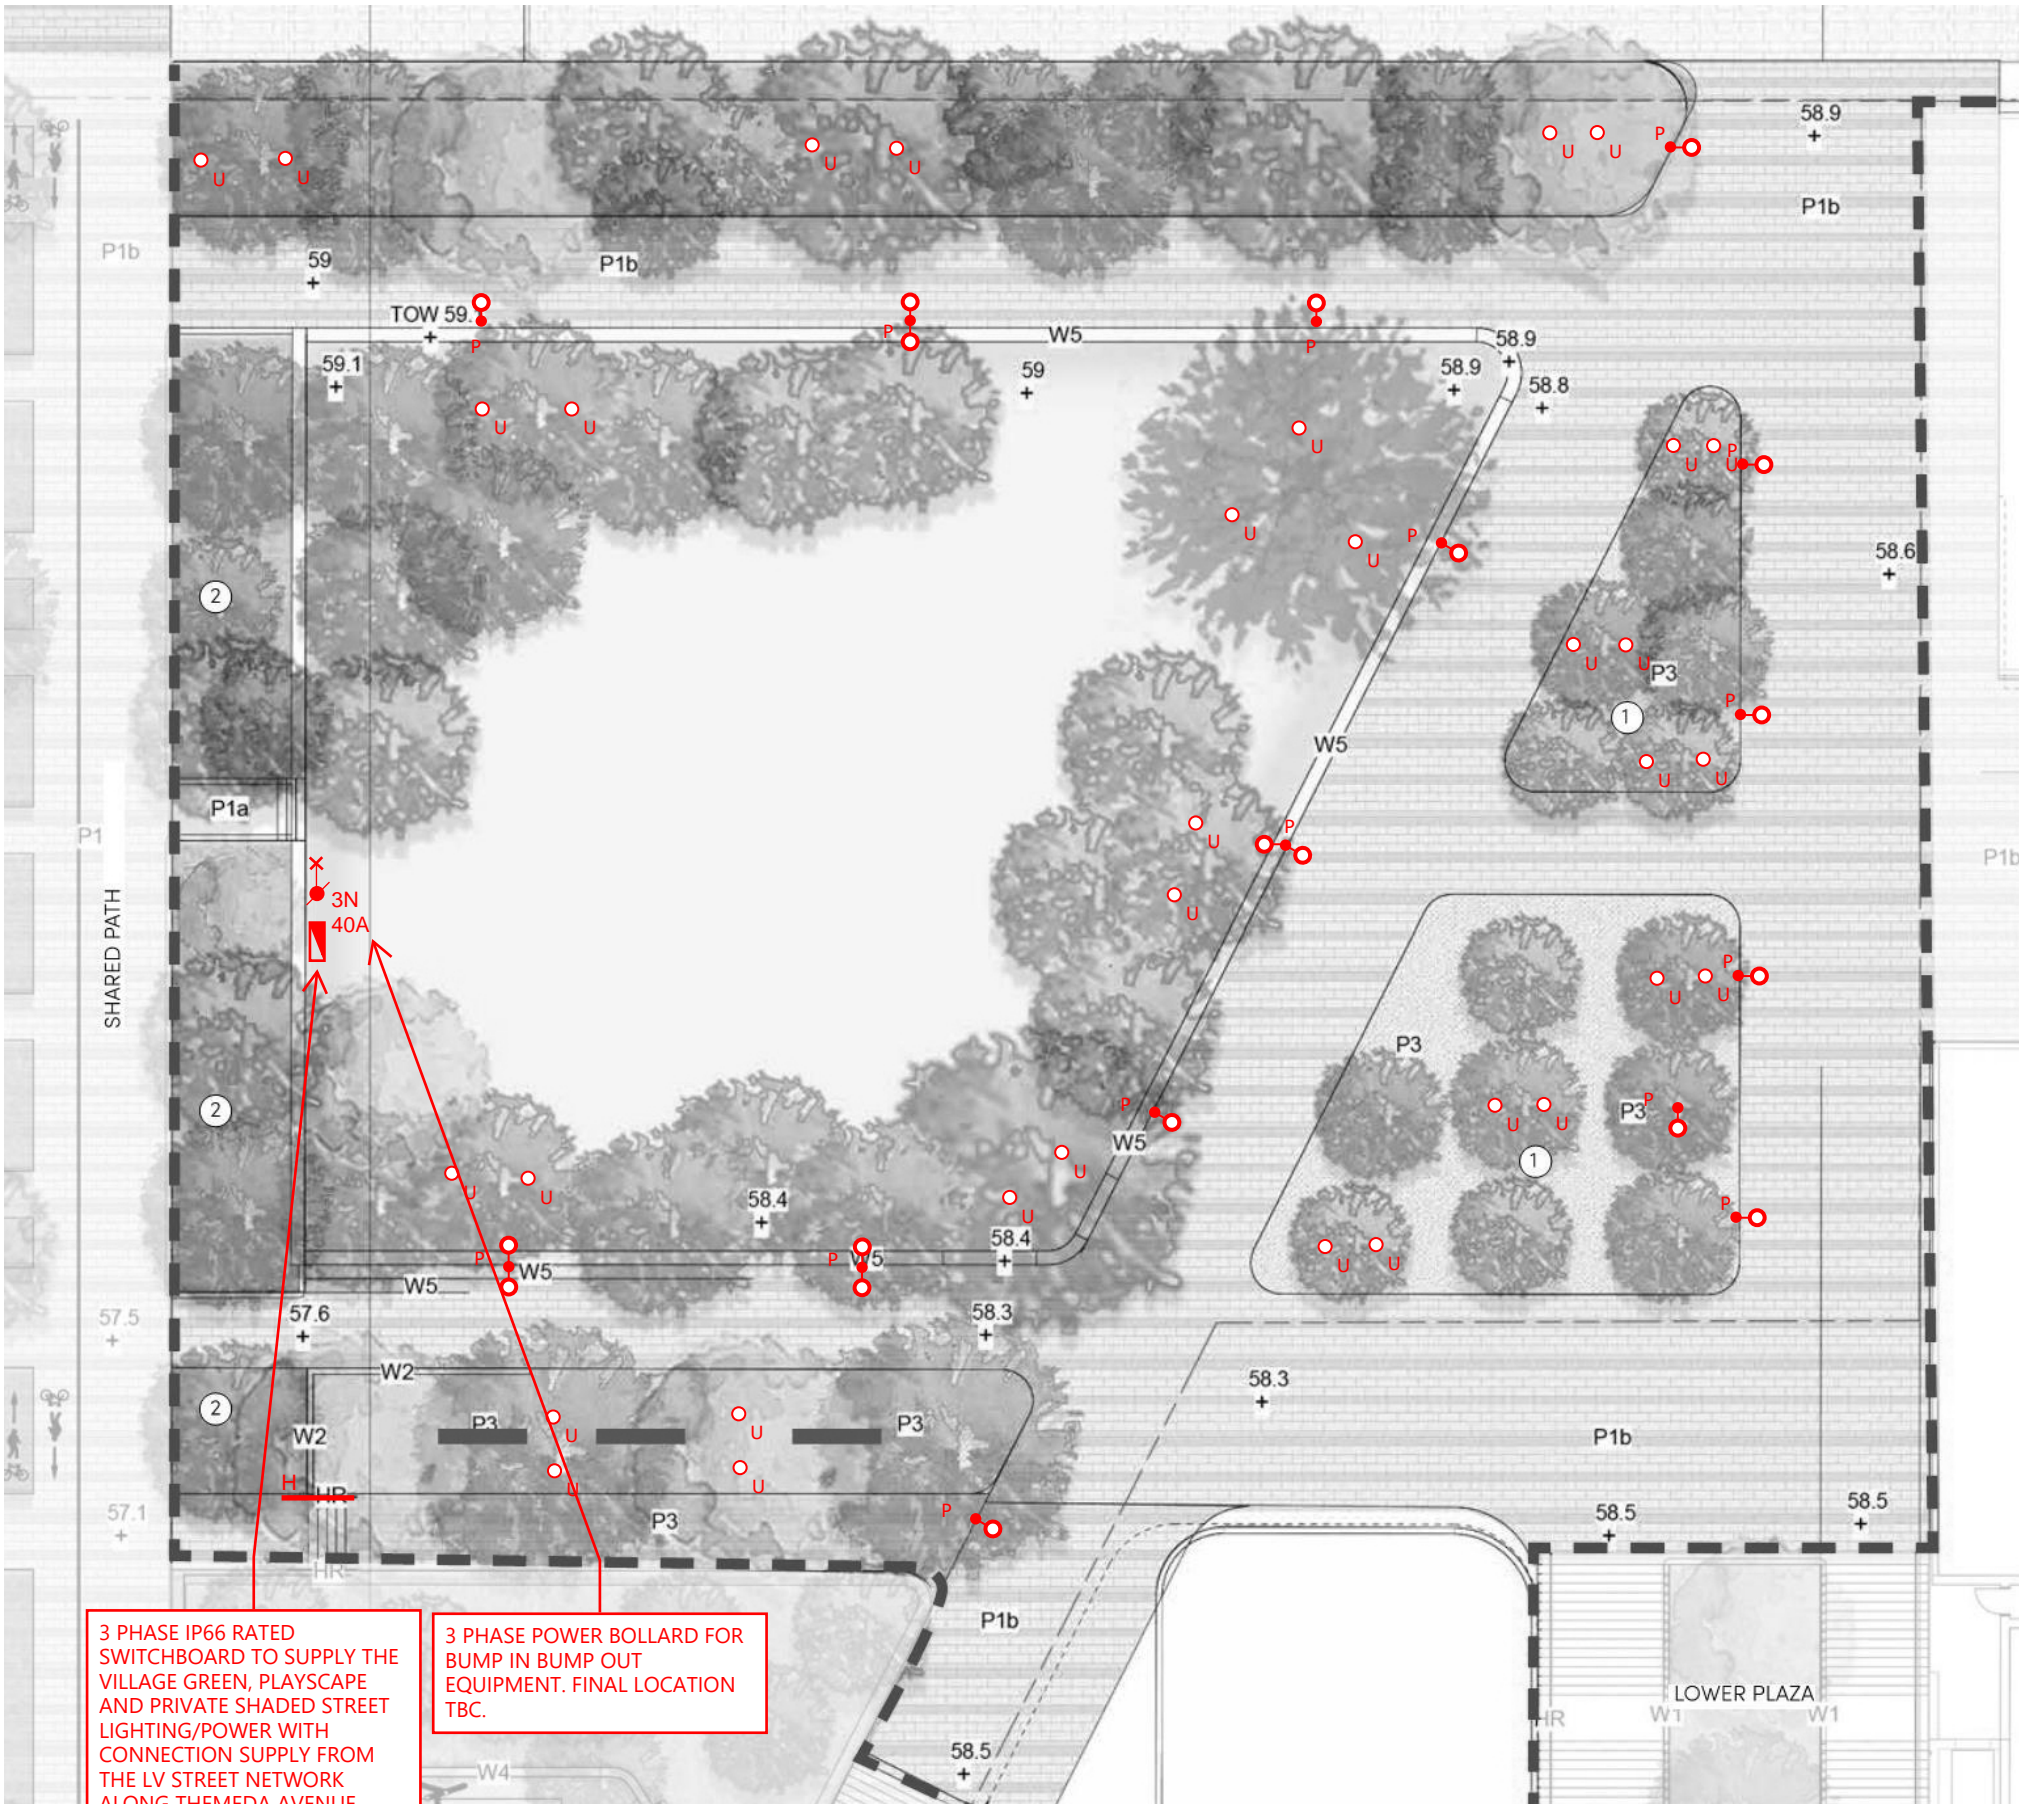 58.9
P
U U
U U
U U
P1b
P1b
59
P1b
TOW 59.
P
P
P
W5
58.9
59.1
59
58.9
58.8
U U
U
P
U U
U
U
P
58.6
2
U U
P3
P
1
W5
U U
P1a
P1
P
U
P1b
3N
40A
U
SHARED PATH
P
U U
P3
2
P
U U
P3
P
W5
1
U
U U
58.4
U
P
58.4
P
W5
P
W5
W5
U U
57.6
58.3
57.5
W2
58.3
2
P3
U
U
P3
W2
P1b
H
HR
U
U
P
58.5
58.5
57.1
P3
HR
P1b
3 PHASE IP66 RATED
SWITCHBOARD TO SUPPLY THE
VILLAGE GREEN, PLAYSCAPE
AND PRIVATE SHADED STREET
LIGHTING/POWER WITH
CONNECTION SUPPLY FROM
THE LV STREET NETWORK
ALONG THEMEDA AVENUE
3 PHASE POWER BOLLARD FOR
BUMP IN BUMP OUT
EQUIPMENT. FINAL LOCATION
TBC.
LOWER PLAZA
HR
W1
W1
58.5
W4